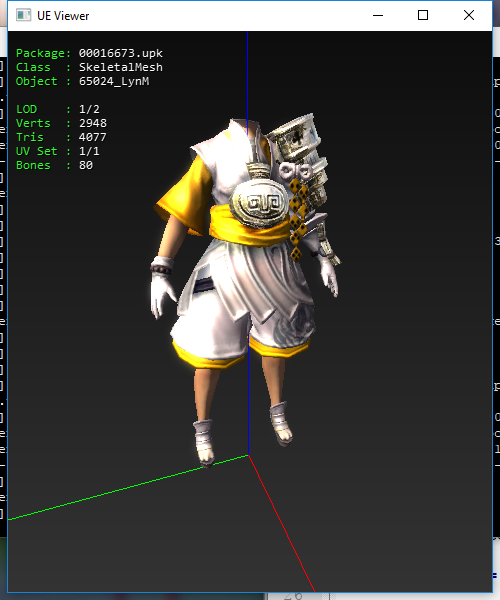 UE Viewer
Package: 00016673.upk
Class  : SkeletalMesh
Object : 65024_LynM
LOD    : 1/2
Verts  : 2948
Tris   : 4077
UV Set : 1/1
Bones  : 80
26